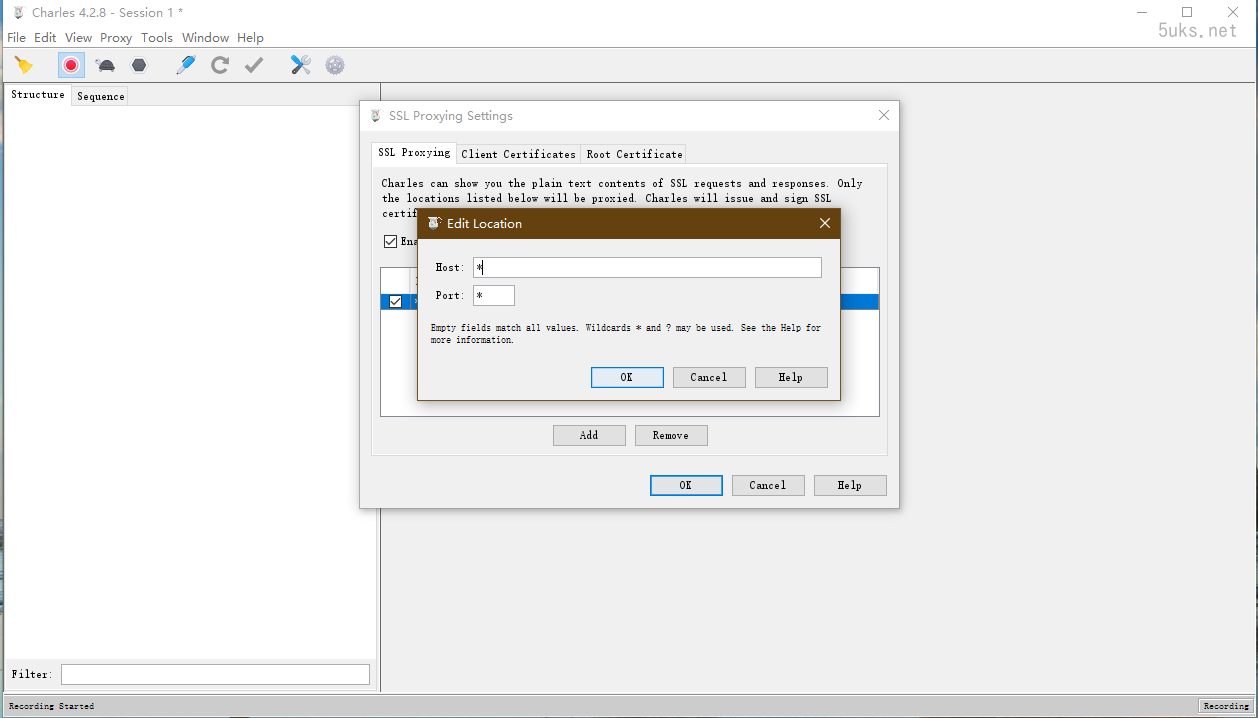 Charles 4.2.8 - Session 1 *
5uks.net
File Edit View Proxy Tools Window Help
Structure Sequence
SSL Proxying Settings
SSL Proxying Client Certificates Root Certificate
Charles can show you the plain text contents of SSL requests and responses. Only
the locations listed below will be proxied. Charles will issue and sign SSL
Edit Location
Host: *
Port: *
Empty fields match all values. Wildcards * and ? may be used. See the Help for
more information.
OK Cancel Help
Add Remove
OK Cancel Help
Filter:
Recording Started Recording